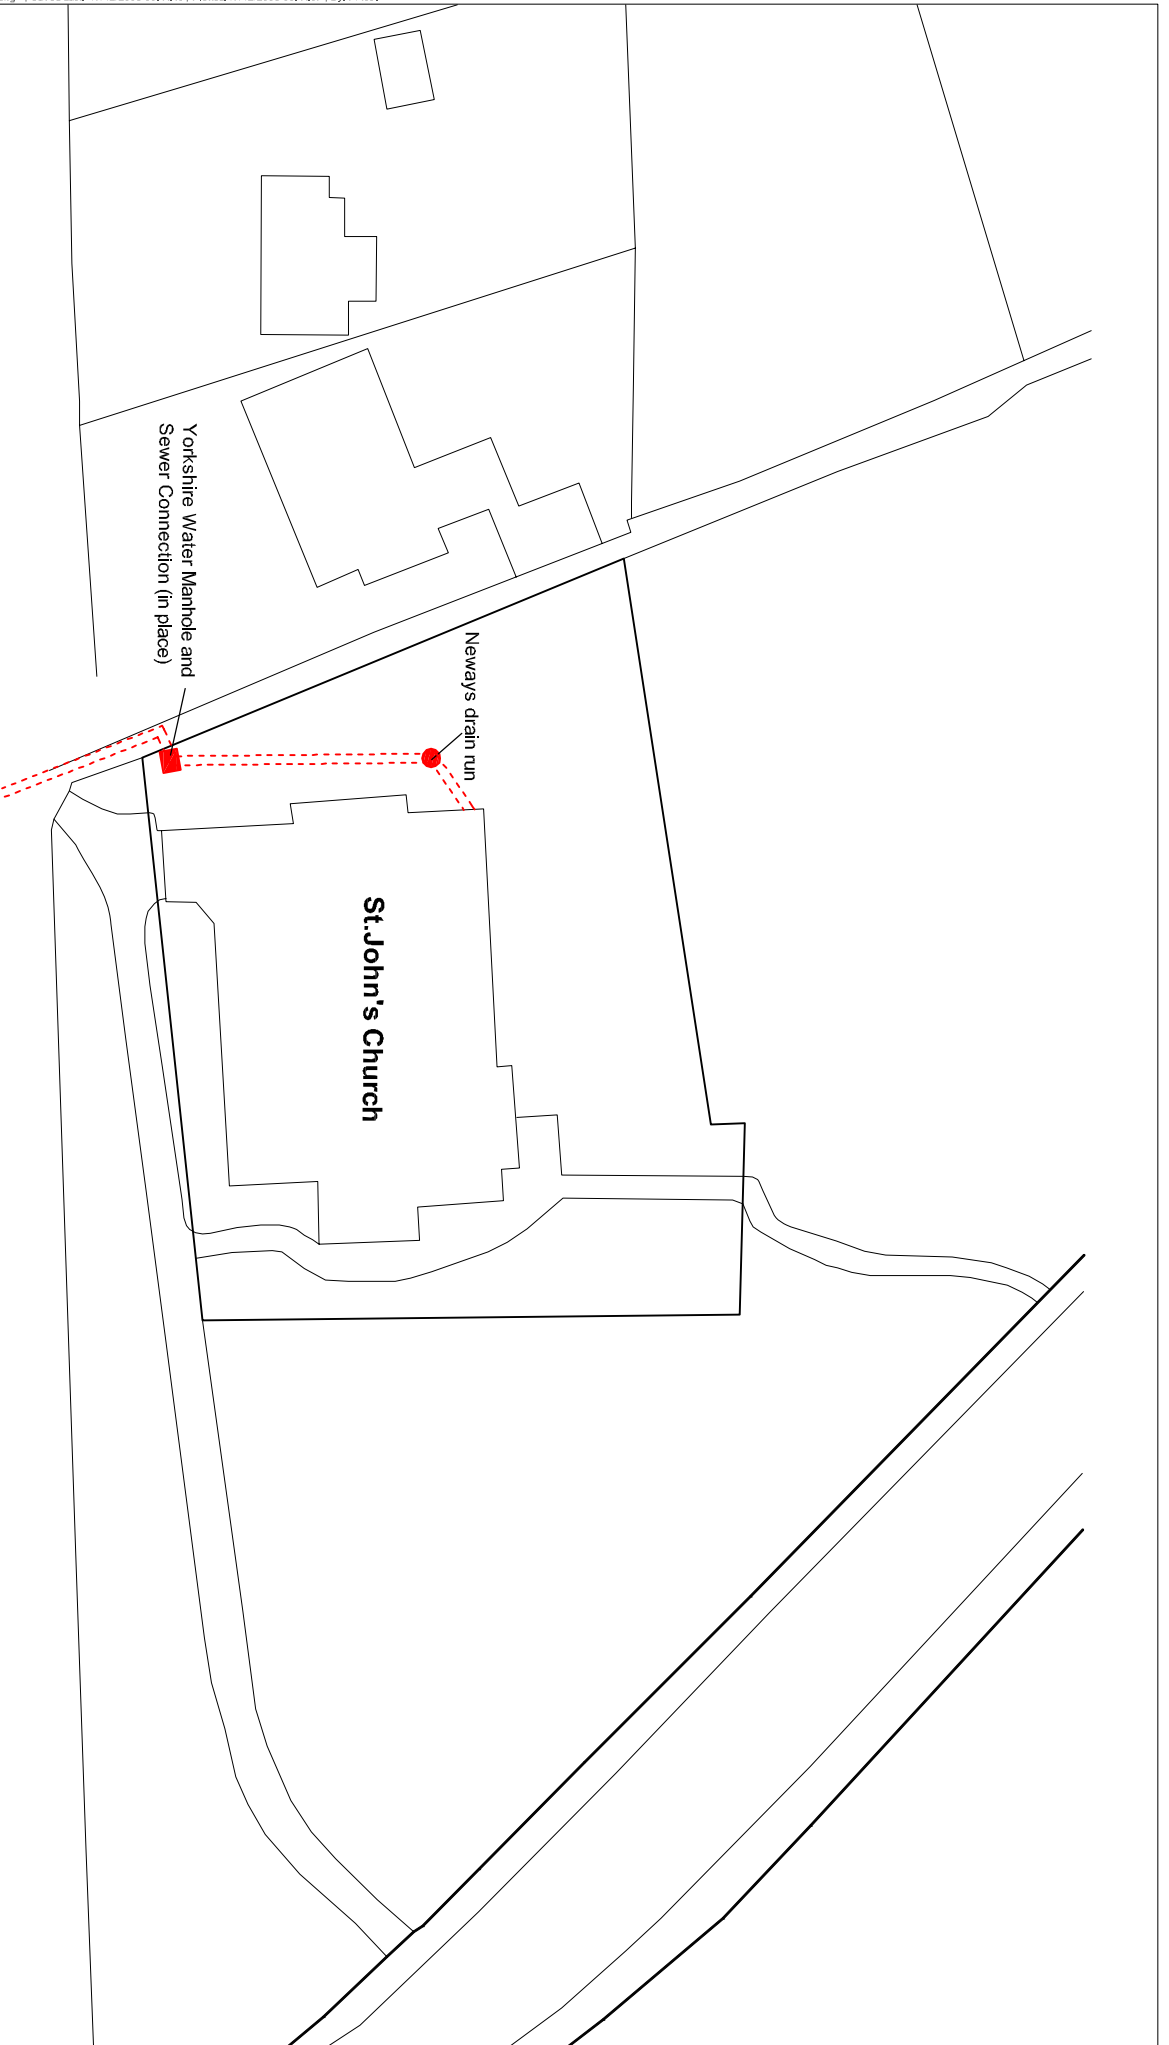 Yorkshire Water Manhole and
Sewer Connection (in place)
Neways drain run
St.John's Church